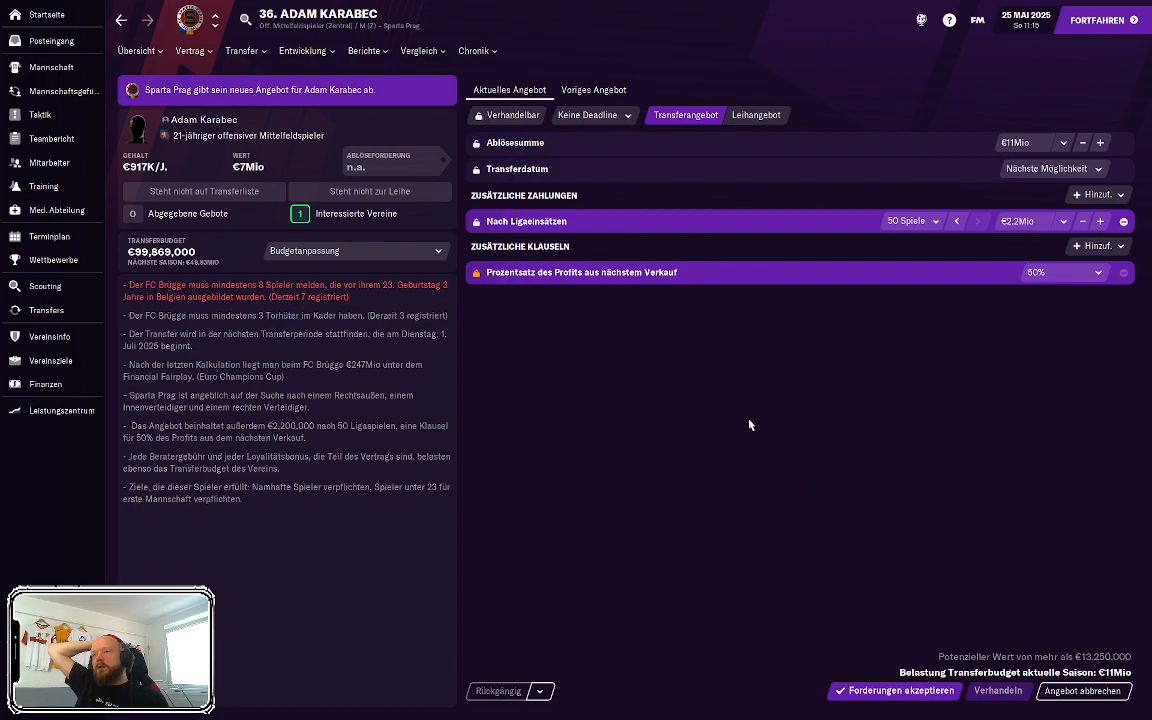 Startseite
Posteingang
Mannschaft
Mannschaftsgefü...
Taktik
Teambericht
Mitarbeiter
Training
Med. Abteilung
Terminplan
Wettbewerbe
Scouting
Transfers
Vereinsinfo
Vereinsziele
Finanzen
Leistungszentrum
36. ADAM KARABEC
Off. Mittelfeldspieler (Zentral) / M (Z) - Sparta Prag
FM
25 MAI 2025
So 11:15
FORTFAHREN
Übersicht Vertrag Transfer Entwicklung Berichte Vergleich Chronik
Sparta Prag gibt sein neues Angebot für Adam Karabec ab.
Adam Karabec
21-jähriger offensiver Mittelfeldspieler
GEHALT WERT ABLÖSEFORDERUNG
€917K/J. €7Mio n.a.
Steht nicht auf Transferliste Steht nicht zur Leihe
0 Abgegebene Gebote 1 Interessierte Vereine
TRANSFERBUDGET
€99,869,000
NÄCHSTE SAISON: €49.93MIO
Budgetanpassung
- Der FC Brügge muss mindestens 8 Spieler melden, die vor ihrem 23. Geburtstag 3
Jahre in Belgien ausgebildet wurden. (Derzeit 7 registriert)
- Der FC Brügge muss mindestens 3 Torhüter im Kader haben. (Derzeit 3 registriert)
- Der Transfer wird in der nächsten Transferperiode stattfinden, die am Dienstag, 1.
Juli 2025 beginnt.
- Nach der letzten Kalkulation liegt man beim FC Brügge €247Mio unter dem
Financial Fairplay. (Euro Champions Cup)
- Sparta Prag ist angeblich auf der Suche nach einem Rechtsaußen, einem
Innenverteidiger und einem rechten Verteidiger.
- Das Angebot beinhaltet außerdem €2,200,000 nach 50 Ligaspielen, eine Klausel
für 50% des Profits aus dem nächsten Verkauf.
- Jede Beratergebühr und jeder Loyalitätsbonus, die Teil des Vertrags sind, belasten
ebenso das Transferbudget des Vereins.
- Ziele, die dieser Spieler erfüllt: Namhafte Spieler verpflichten, Spieler unter 23 für
erste Mannschaft verpflichten.
Aktuelles Angebot Voriges Angebot
Verhandelbar Keine Deadline Transferangebot Leihangebot
Ablösesumme €11Mio
Transferdatum Nächste Möglichkeit
ZUSÄTZLICHE ZAHLUNGEN + Hinzuf.
Nach Ligaeinsätzen 50 Spiele €2.2Mio
ZUSÄTZLICHE KLAUSELN + Hinzuf.
Prozentsatz des Profits aus nächstem Verkauf 50%
Potenzieller Wert von mehr als €13,250,000
Belastung Transferbudget aktuelle Saison: €11Mio
Rückgängig Forderungen akzeptieren Verhandeln Angebot abbrechen